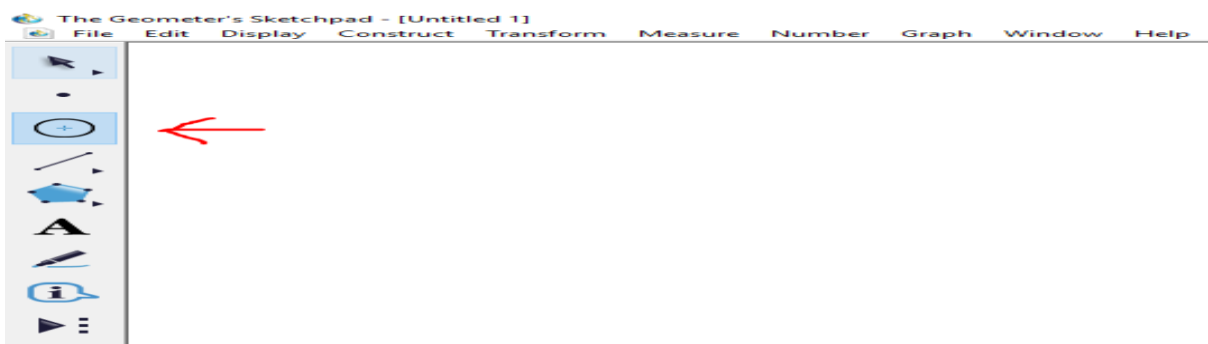 The Geometer's Sketchpad - [Untitled 1]
File Edit Display Construct Transform Measure Number Graph Window Help
A
i